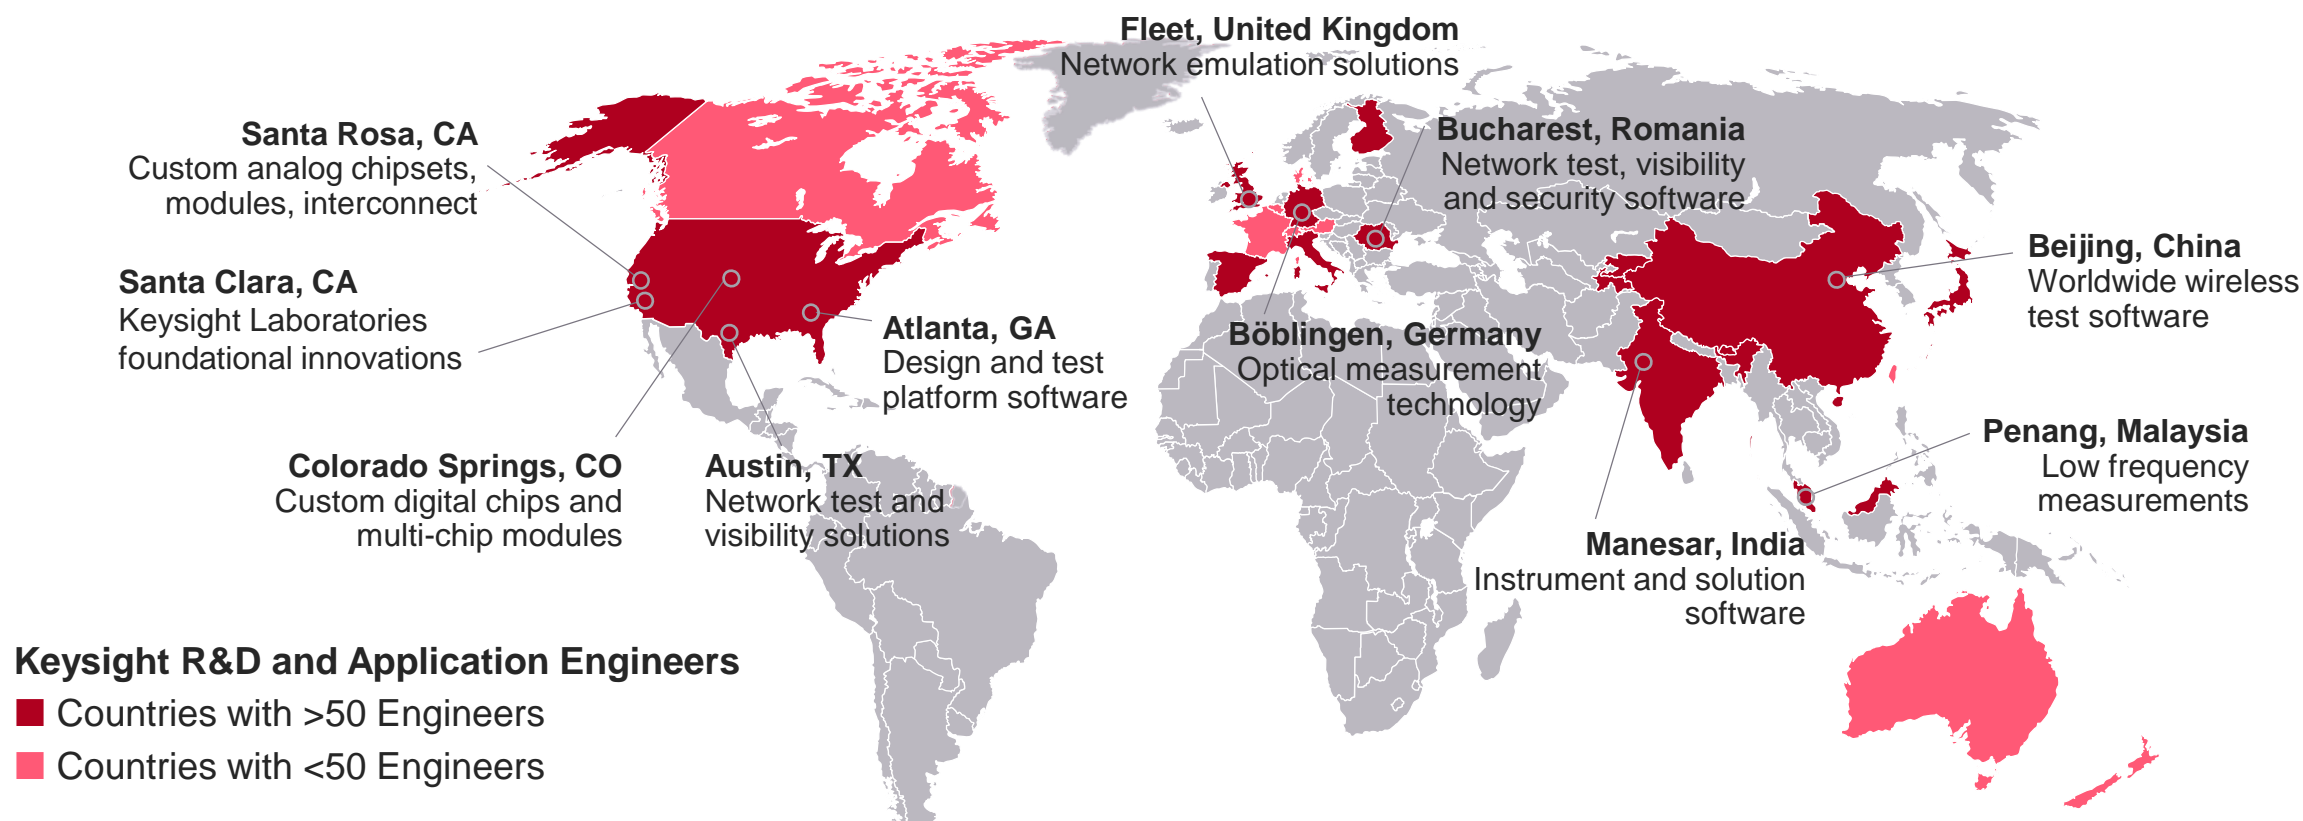 Fleet, United Kingdom
Network emulation solutions
Santa Rosa, CA
Custom analog chipsets,
modules, interconnect
Bucharest, Romania
Network test, visibility
and security software
Santa Clara, CA
Keysight Laboratories
foundational innovations
Beijing, China
Worldwide wireless
test software
Atlanta, GA
Design and test
platform software
Böblingen, Germany
Optical measurement
technology
Colorado Springs, CO
Custom digital chips and
multi-chip modules
Austin, TX
Network test and
visibility solutions
Penang, Malaysia
Low frequency
measurements
Manesar, India
Instrument and solution
software
Keysight R&D and Application Engineers
Countries with >50 Engineers
Countries with <50 Engineers